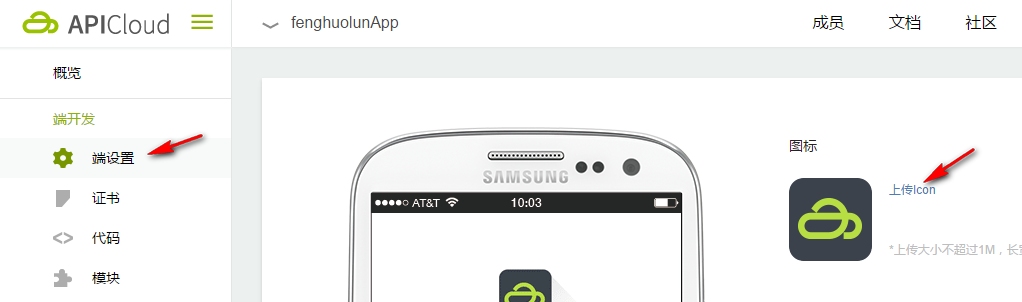 APICloud
fenghuolunApp
成员
文档
社区
概览
端开发
端设置
证书
代码
模块
SAMSUNG
AT&T
10:03
图标
上传Icon
*上传大小不超过1M，长